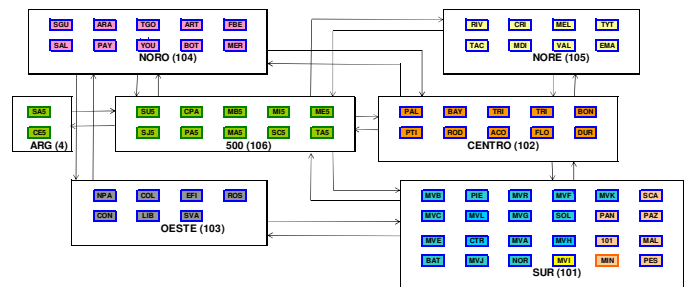 SGU ARA TGO ART FBE
SAL PAY YOU BOT MER
NORO (104)
RIV CRI MEL TYT
TAC MDI VAL EMA
NORE (105)
SA5
CE5
ARG (4)
SU5 CPA MB5 MI5 ME5
SJ5 PA5 MA5 SC5 TA5
500 (106)
PAL BAY TRI TRI BON
PTI ROD ACO FLO DUR
CENTRO (102)
NPA COL EFI ROS
CON LIB SVA
OESTE (103)
MVB PIE MVR MVF MVK SCA
MVC MVL MVG SOL PAN PAZ
MVE CTR MVA MVH 101 MAL
BAT MVJ NOR MVI MIN PES
SUR (101)